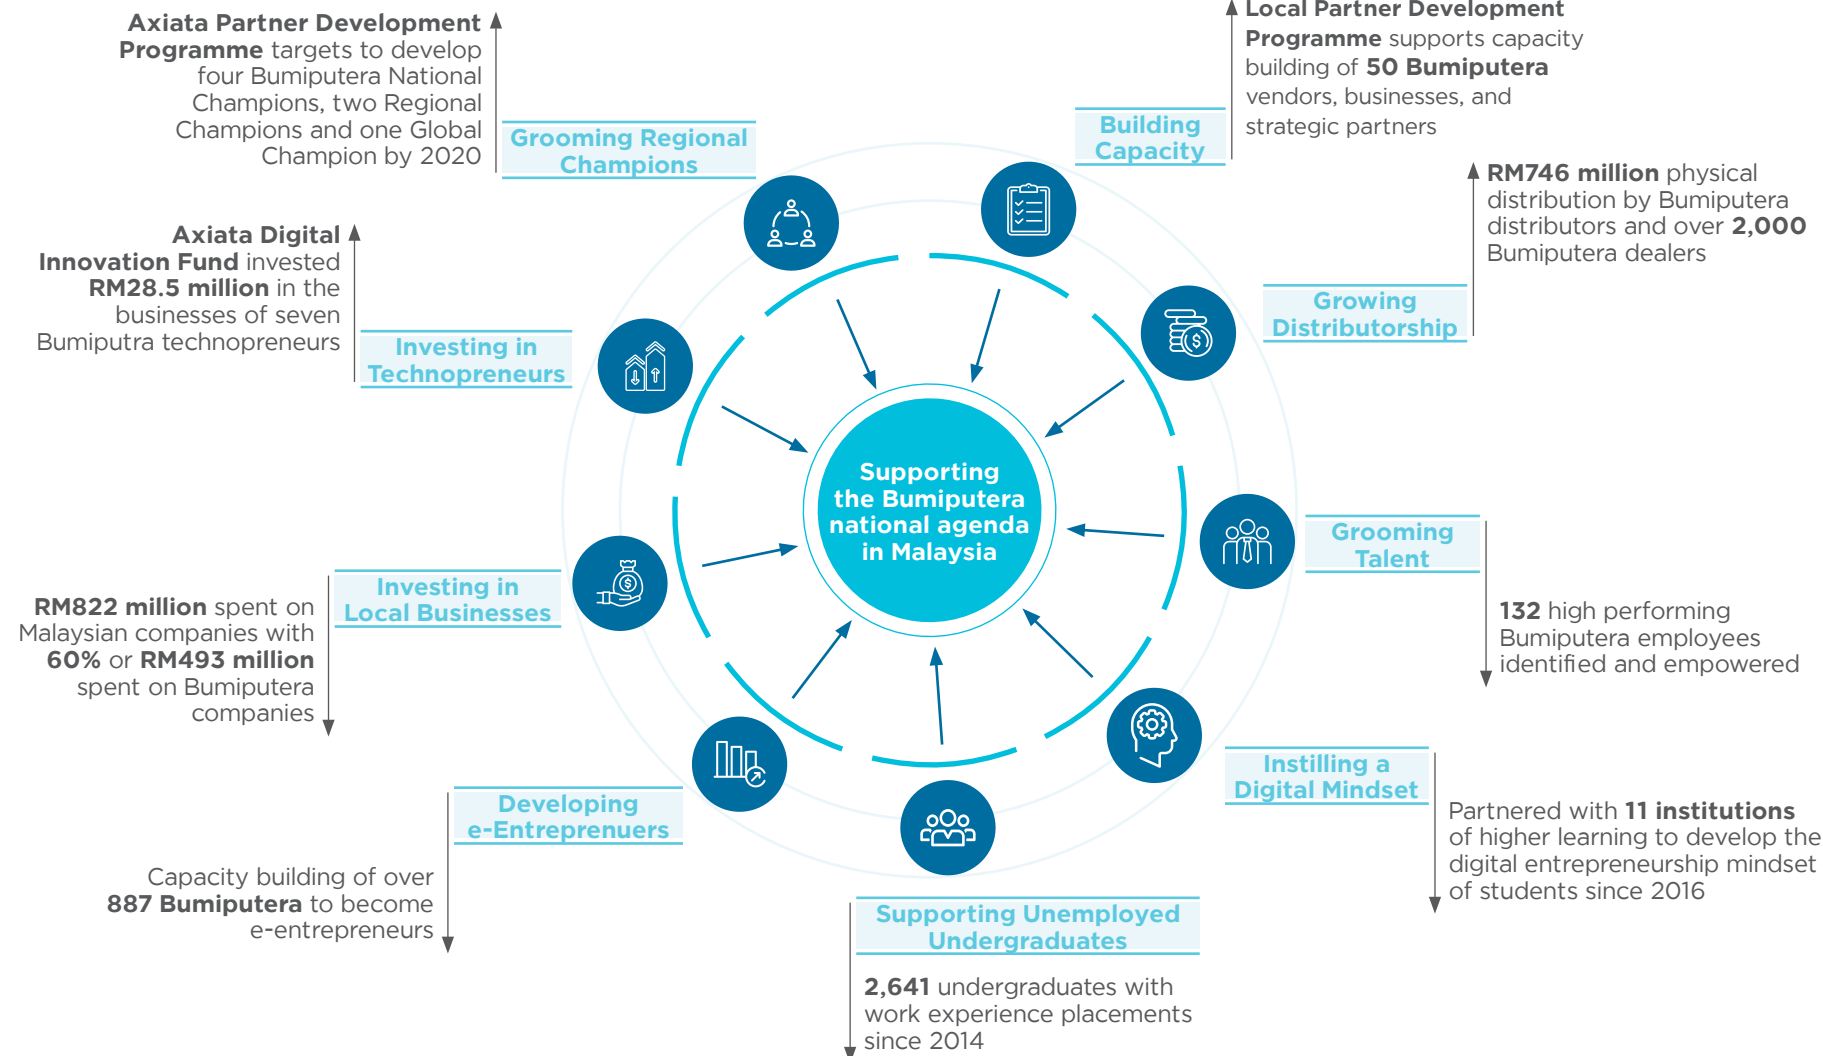 Axiata Partner Development
Programme targets to develop
four Bumiputera National
Champions, two Regional
Champions and one Global
Champion by 2020
Grooming Regional
Champions
Local Partner Development
Programme supports capacity
building of 50 Bumiputera
vendors, businesses, and
strategic partners
Building
Capacity
RM746 million physical
distribution by Bumiputera
distributors and over 2,000
Bumiputera dealers
Growing
Distributorship
Axiata Digital
Innovation Fund invested
RM28.5 million in the
businesses of seven
Bumiputra technopreneurs
Investing in
Technopreneurs
Supporting
the Bumiputera
national agenda
in Malaysia
Grooming
Talent
132 high performing
Bumiputera employees
identified and empowered
Investing in
Local Businesses
RM822 million spent on
Malaysian companies with
60% or RM493 million
spent on Bumiputera
companies
Instilling a
Digital Mindset
Partnered with 11 institutions
of higher learning to develop the
digital entrepreneurship mindset
of students since 2016
Developing
e-Entreprenuers
Capacity building of over
887 Bumiputera to become
e-entrepreneurs
Supporting Unemployed
Undergraduates
2,641 undergraduates with
work experience placements
since 2014